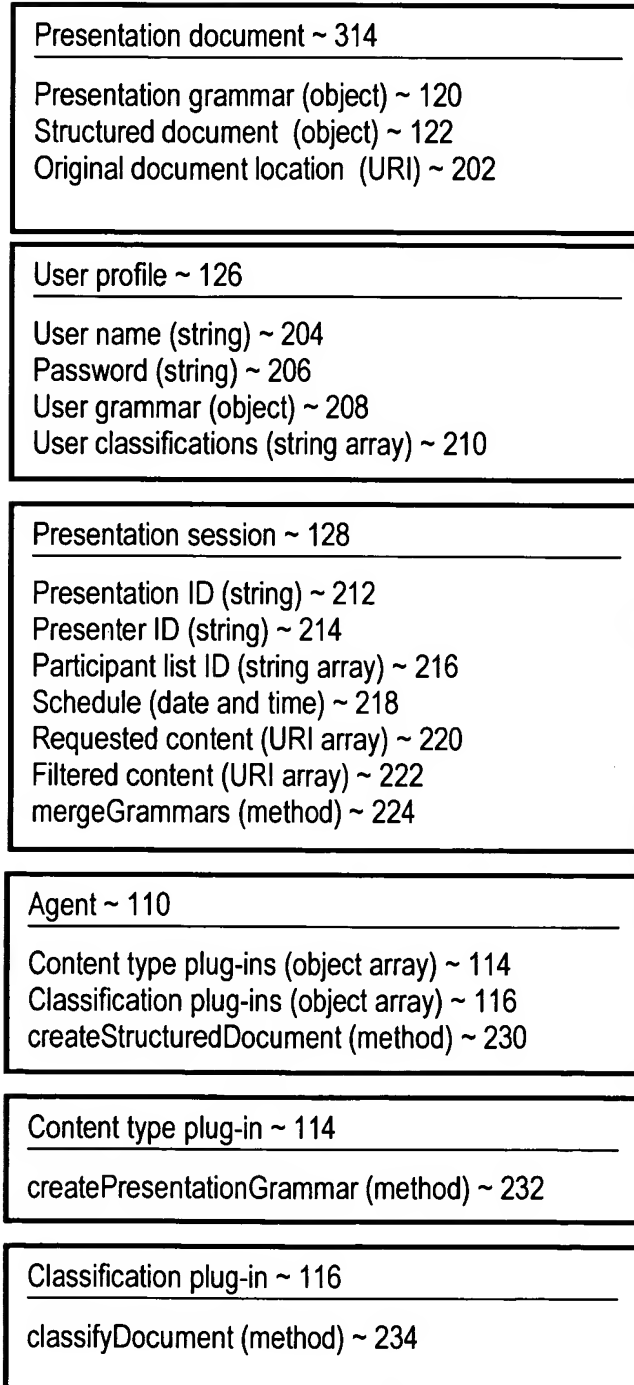 Presentation document ~ 314
Presentation grammar (object) ~ 120
Structured document (object) ~ 122
Original document location (URI) ~ 202
User profile ~ 126
User name (string) ~ 204
Password (string) ~ 206
User grammar (object) ~ 208
User classifications (string array) ~ 210
Presentation session ~ 128
Presentation ID (string) ~ 212
Presenter ID (string) ~ 214
Participant list ID (string array) ~ 216
Schedule (date and time) ~ 218
Requested content (URI array) ~ 220
Filtered content (URI array) ~ 222
mergeGrammars (method) ~ 224
Agent ~ 110
Content type plug-ins (object array) ~ 114
Classification plug-ins (object array) ~ 116
createStructuredDocument (method) ~ 230
Content type plug-in ~ 114
createPresentationGrammar (method) ~ 232
Classification plug-in ~ 116
classifyDocument (method) ~ 234